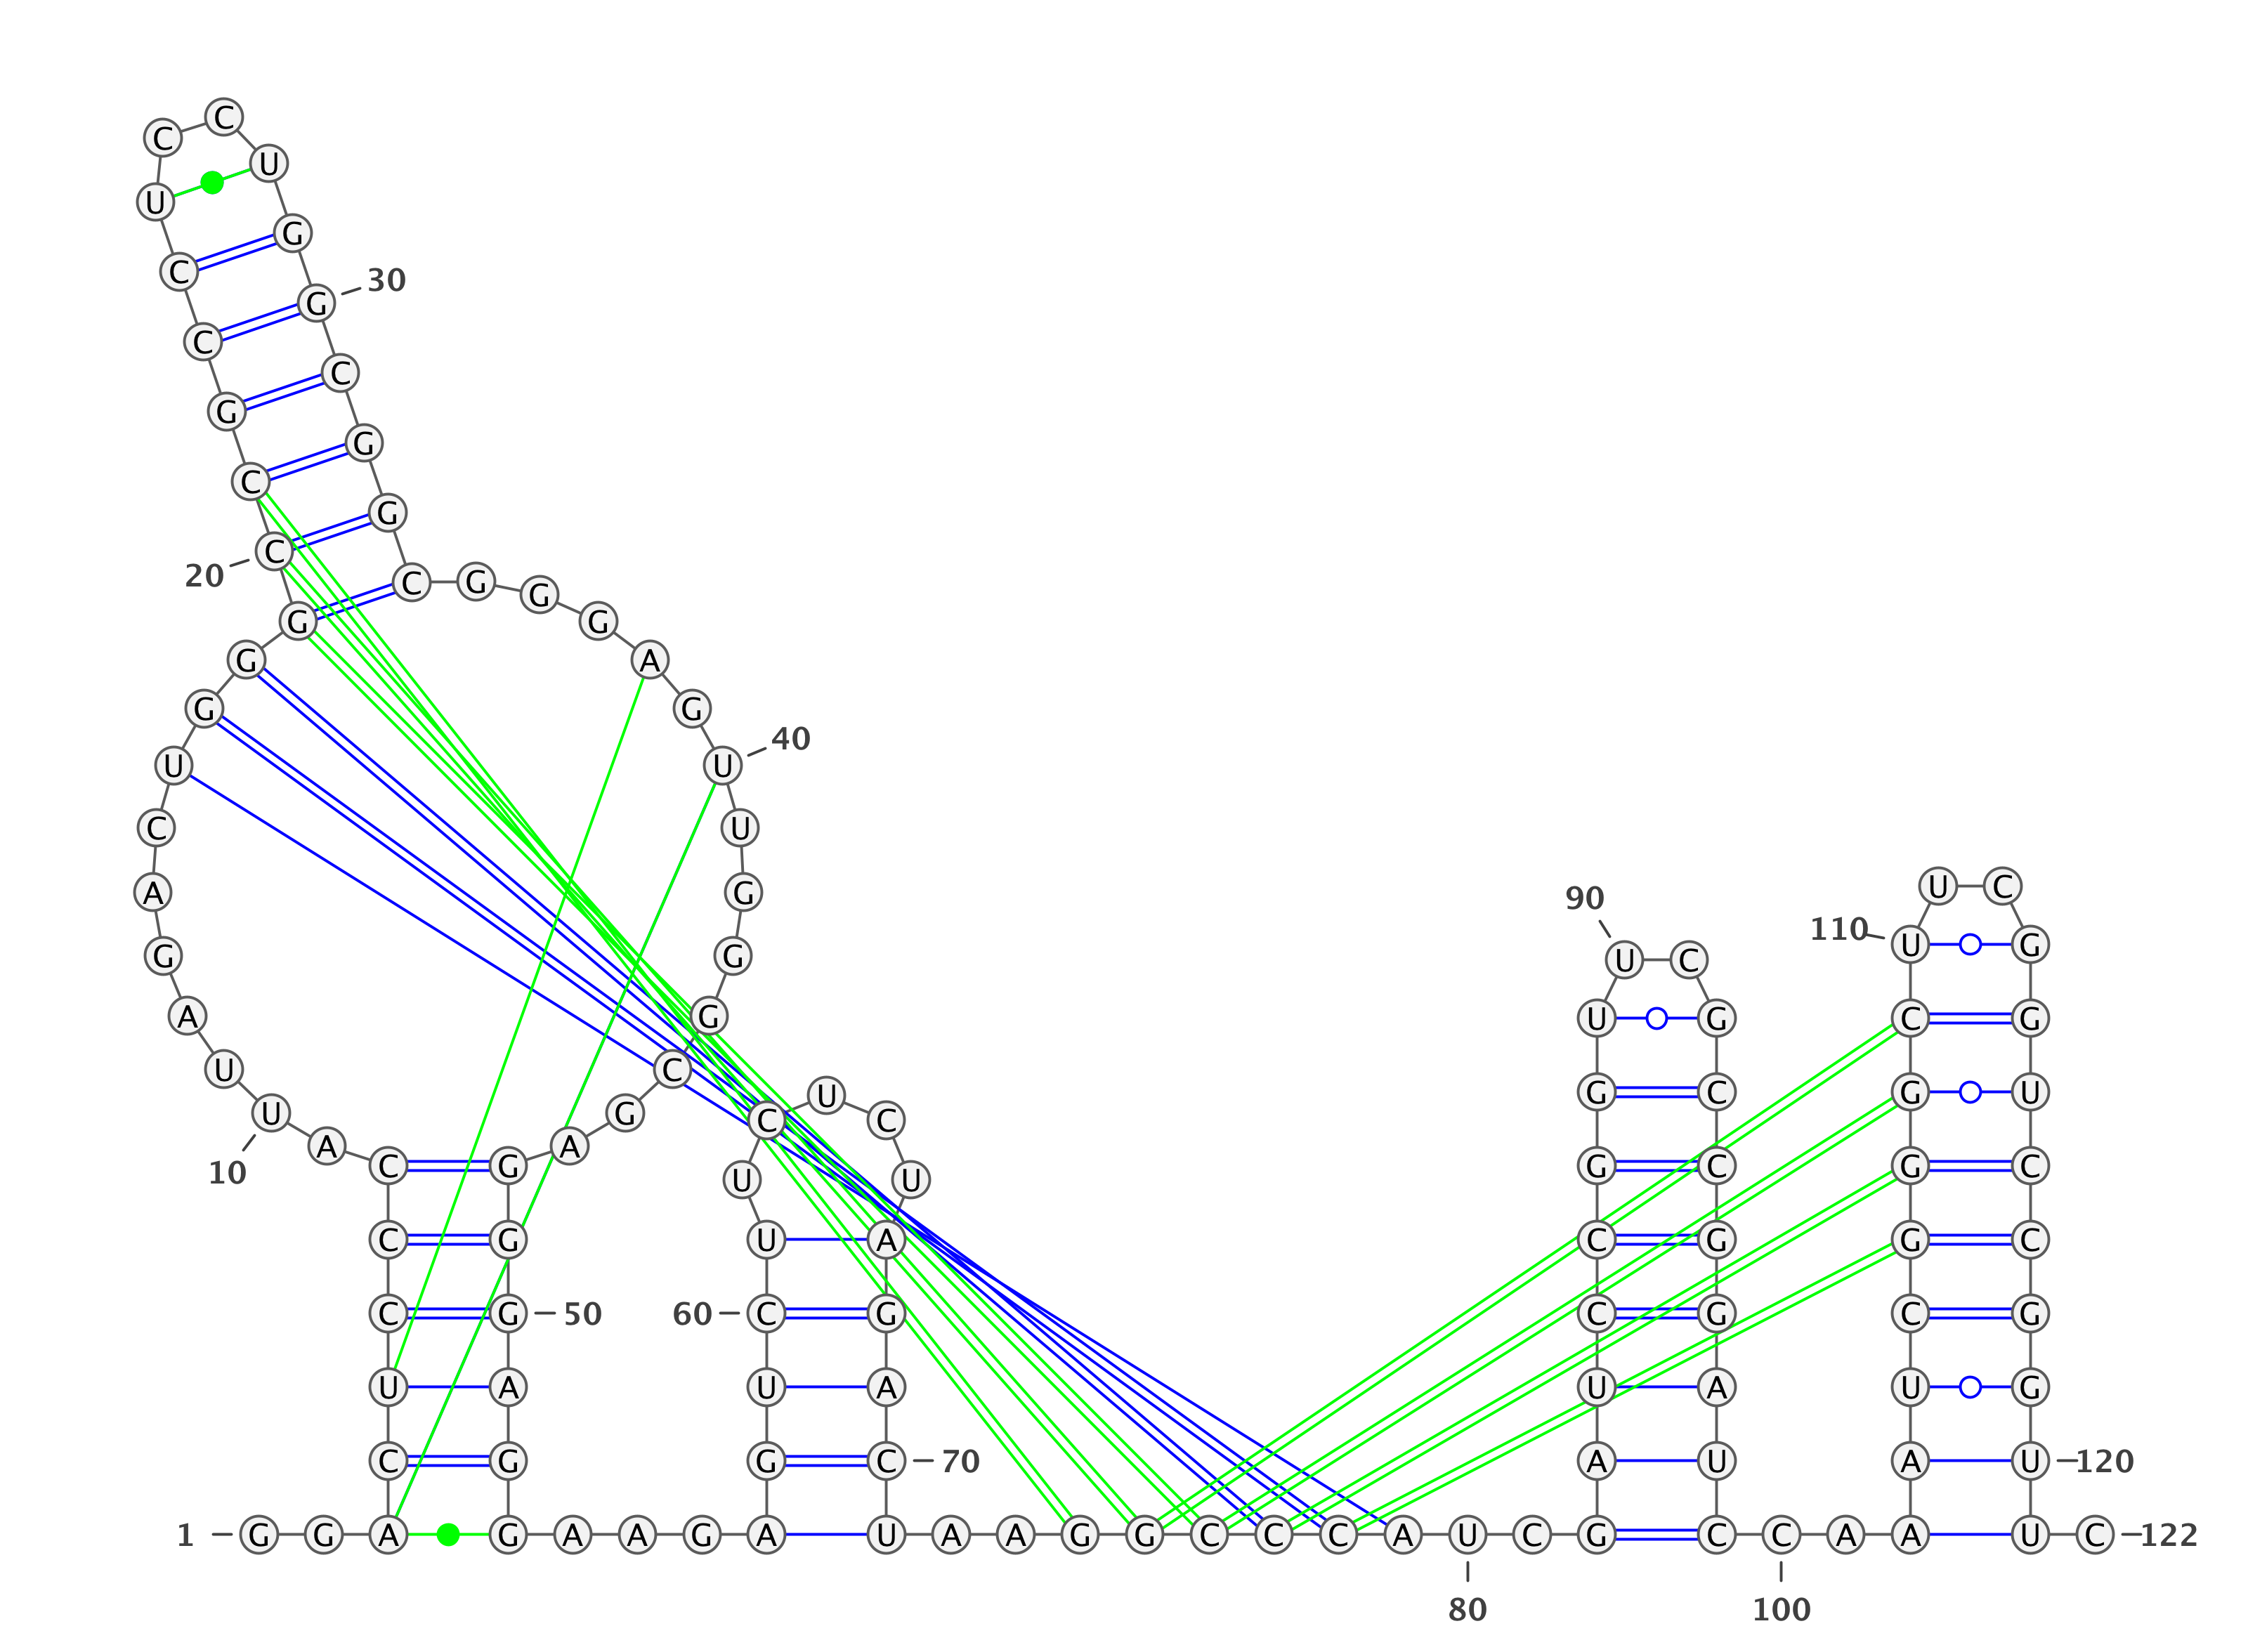 C C
U
U
G
C
30
G
C
C
G
G
C
G
C
20
G C G G
G
G A
G G
40
U U
C U
U C
A G
90
110
U G
G G U C
A G U G C G
U C
G G C G U
U
U G C C
A A
C G G C G C
10
U U
C G U A C G G C
C G 50 60 C G C G C G
U A U A U A U G
C G G C 70 A U A U 120
1 G G A G A A G A U A A G G C C C A U C G C C A A U C 122
80 100